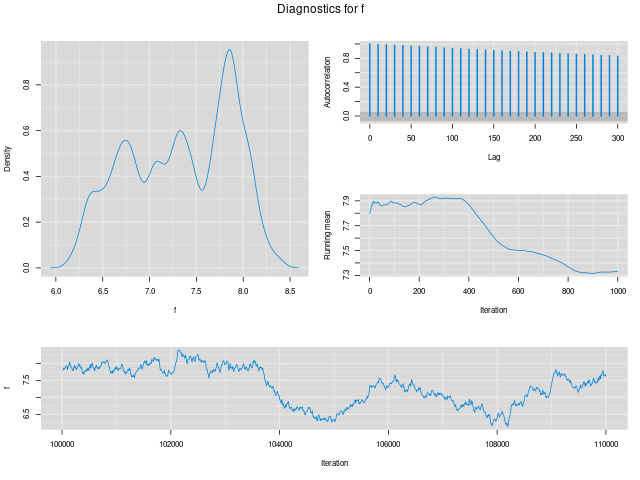 Diagnostics for f
Density
0.0 0.2 0.4 0.6 0.8
6.0 6.5 7.0 7.5 8.0 8.5
f
Autocorrelation
0.0 0.4 0.8
0 50 100 150 200 250 300
Lag
Running mean
7.3 7.5 7.7 7.9
0 200 400 600 800 1000
Iteration
f
6.5 7.5
100000 102000 104000 106000 108000 110000
Iteration